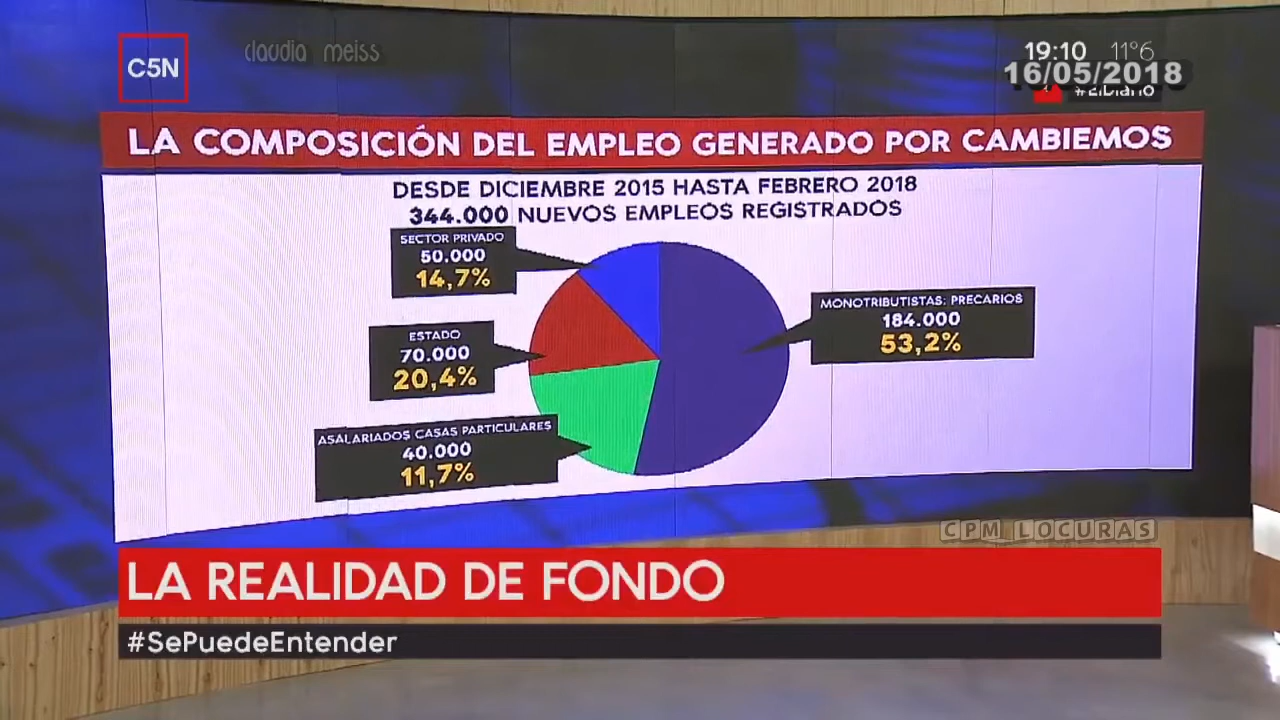 C5N
claudia meiss
19:10 11°6
16/05/2018
#ElDiario
LA COMPOSICIÓN DEL EMPLEO GENERADO POR CAMBIEMOS
DESDE DICIEMBRE 2015 HASTA FEBRERO 2018
344.000 NUEVOS EMPLEOS REGISTRADOS
SECTOR PRIVADO
50.000
14,7%
MONOTRIBUTISTAS: PRECARIOS
184.000
53,2%
ESTADO
70.000
20,4%
ASALARIADOS CASAS PARTICULARES
40.000
11,7%
CPM LOCURAS
LA REALIDAD DE FONDO
#SePuedeEntender